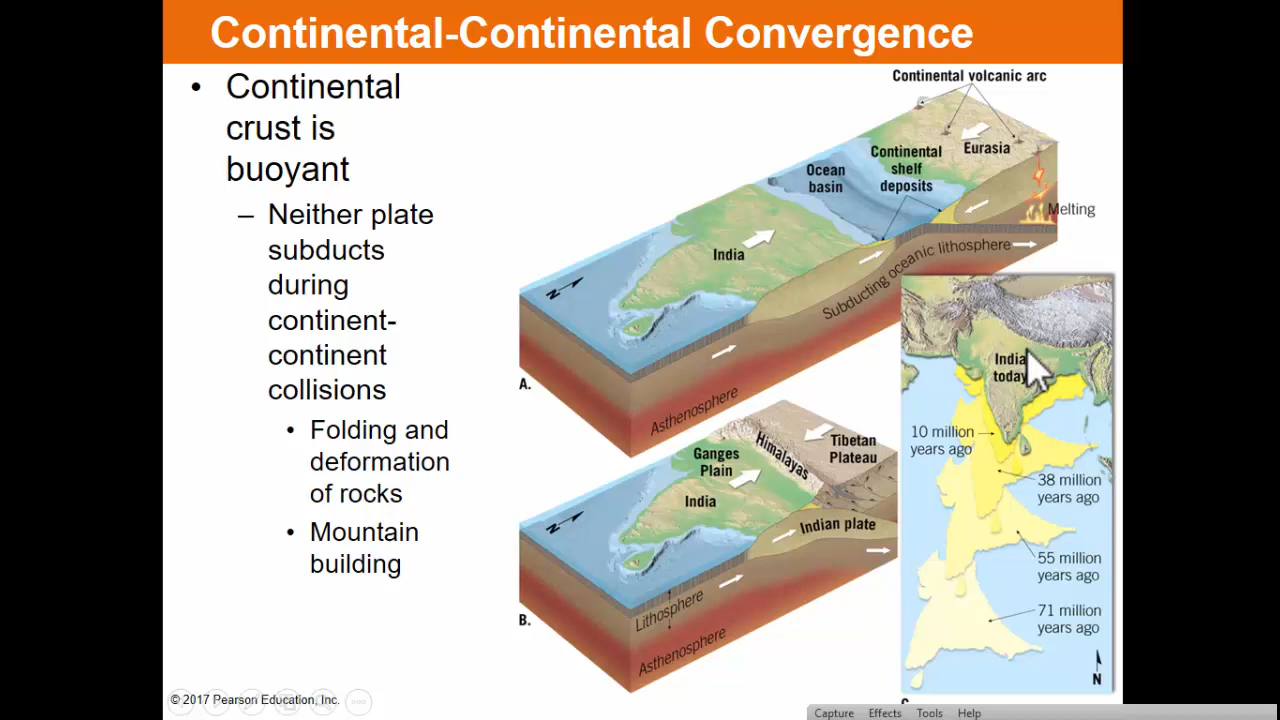 Continental-Continental Convergence
• Continental
crust is
buoyant
– Neither plate
subducts
during
continent-
continent
collisions
• Folding and
deformation
of rocks
• Mountain
building
Continental volcanic arc
Eurasia
Continental
shelf
deposits
Ocean
basin
Melting
India
Subducting oceanic lithosphere
N
Asthenosphere
A.
Himalayas
Tibetan
Plateau
Ganges
Plain
India
Indian plate
N
Lithosphere
Asthenosphere
B.
India
today
10 million
years ago
38 million
years ago
55 million
years ago
71 million
years ago
N
© 2017 Pearson Education, Inc.
Capture Effects Tools Help